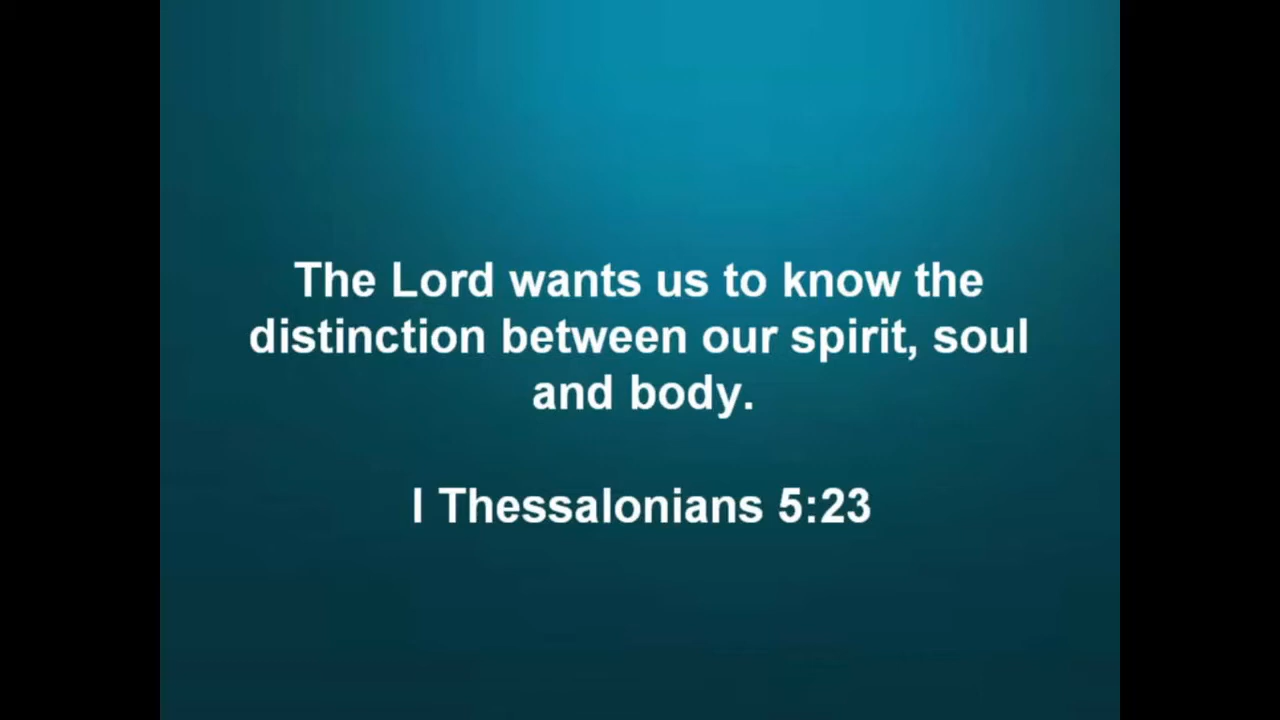 The Lord wants us to know the
distinction between our spirit, soul
and body.
I Thessalonians 5:23